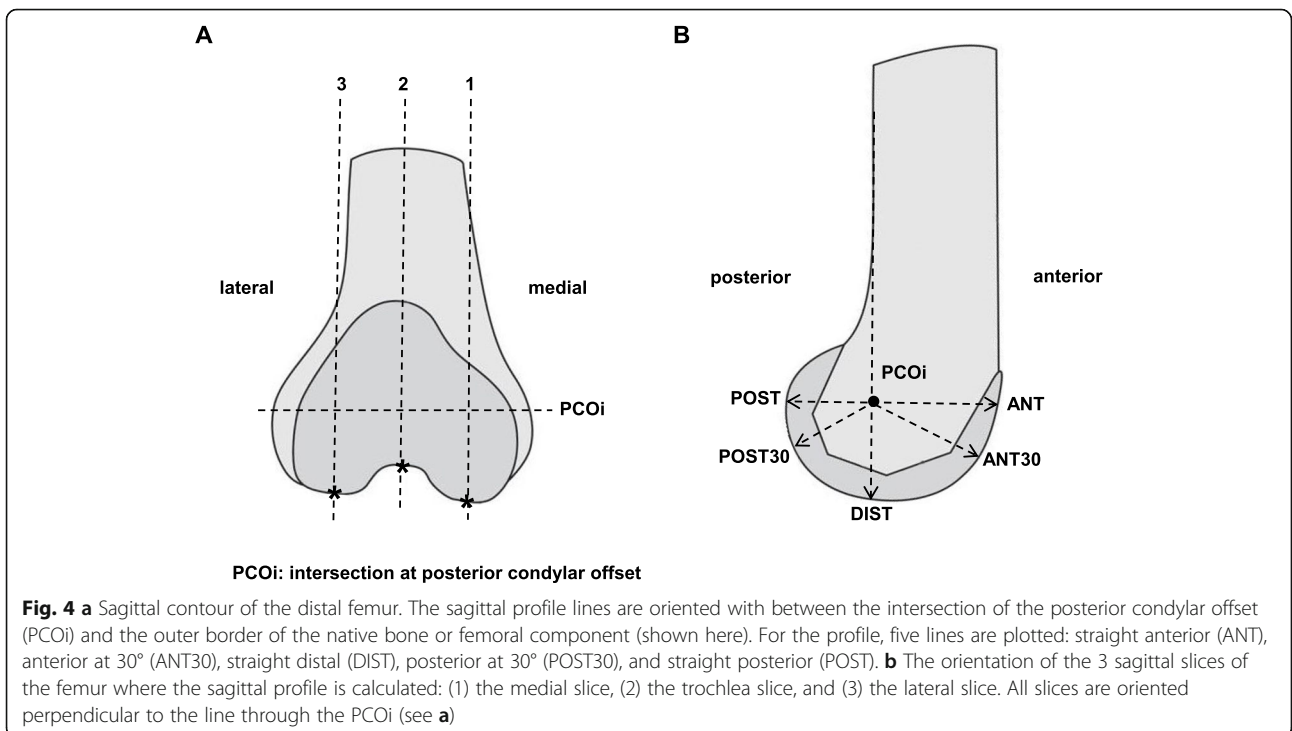 A
B
3 2 1
lateral
medial
PCOi
posterior
anterior
PCOi
POST
ANT
POST30
ANT30
DIST
PCOi: intersection at posterior condylar offset
Fig. 4 a Sagittal contour of the distal femur. The sagittal profile lines are oriented with between the intersection of the posterior condylar offset
(PCOi) and the outer border of the native bone or femoral component (shown here). For the profile, five lines are plotted: straight anterior (ANT),
anterior at 30° (ANT30), straight distal (DIST), posterior at 30° (POST30), and straight posterior (POST). b The orientation of the 3 sagittal slices of
the femur where the sagittal profile is calculated: (1) the medial slice, (2) the trochlea slice, and (3) the lateral slice. All slices are oriented
perpendicular to the line through the PCOi (see a)